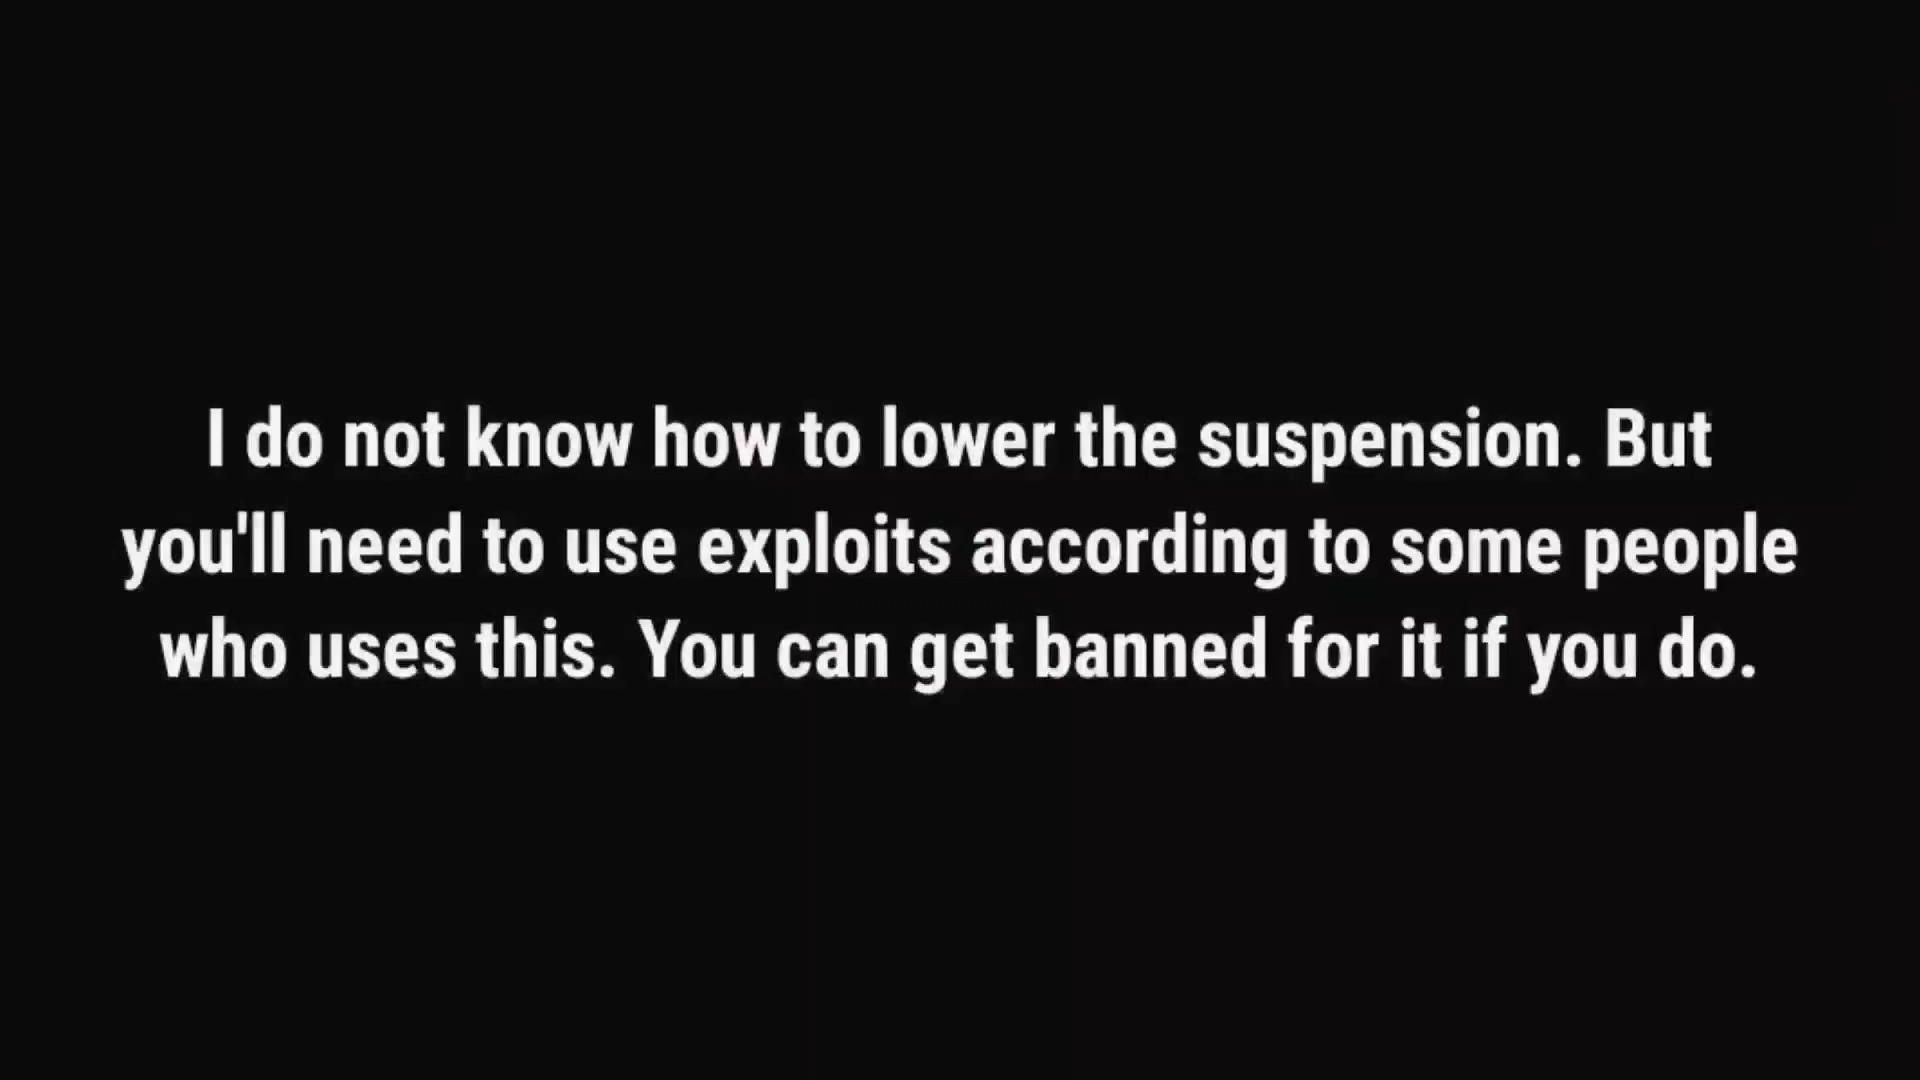 I do not know how to lower the suspension. But
you'll need to use exploits according to some people
who uses this. You can get banned for it if you do.